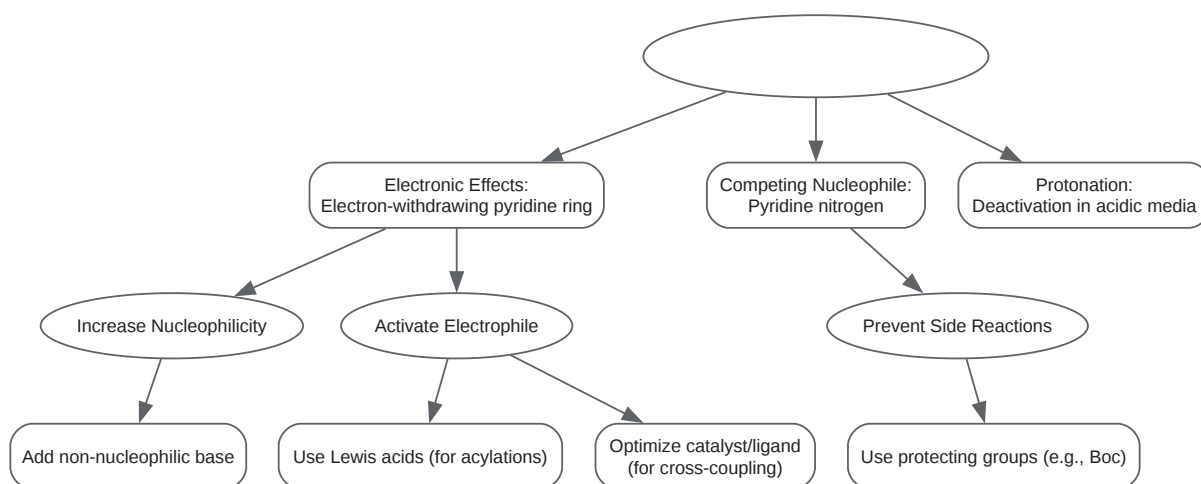 Electronic Effects:
Electron-withdrawing pyridine ring
Competing Nucleophile:
Pyridine nitrogen
Protonation:
Deactivation in acidic media
Increase Nucleophilicity
Activate Electrophile
Prevent Side Reactions
Add non-nucleophilic base
Use Lewis acids (for acylations)
Optimize catalyst/ligand
(for cross-coupling)
Use protecting groups (e.g., Boc)